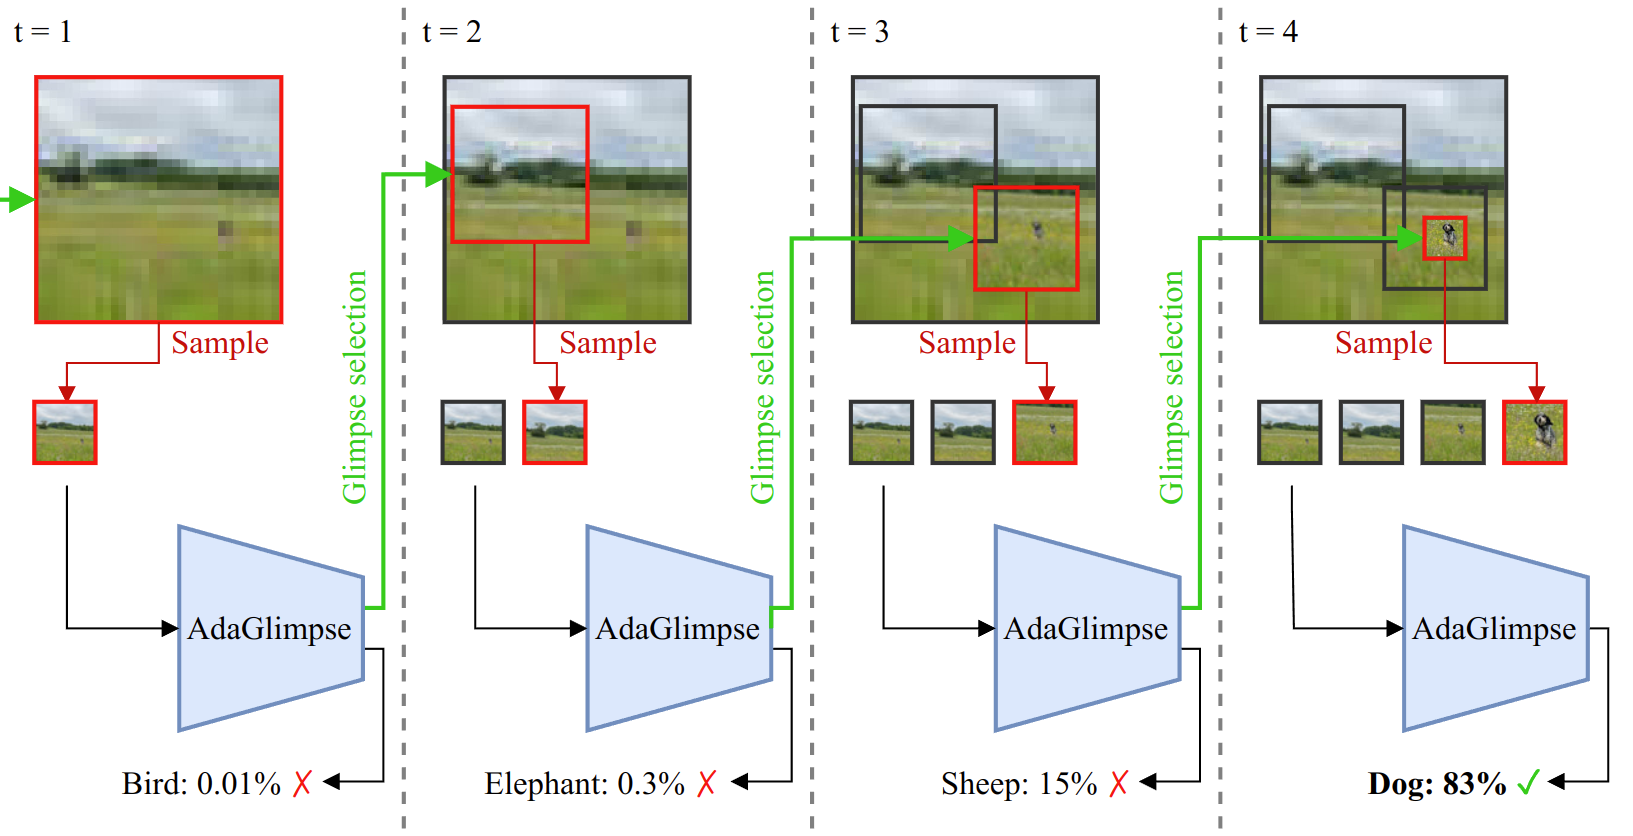 t = 1
t = 2
t = 3
t = 4
Sample
Sample
Sample
Sample
Glimpse selection
Glimpse selection
Glimpse selection
AdaGlimpse
AdaGlimpse
AdaGlimpse
AdaGlimpse
Bird: 0.01% ✗
Elephant: 0.3% ✗
Sheep: 15% ✗
Dog: 83% ✓